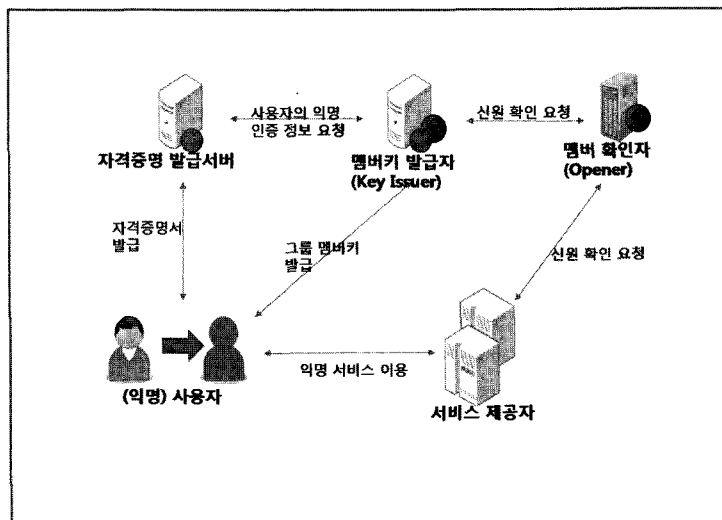 사용자의 익명
인증 정보 요청
신원 확인 요청
자격증명 발급서버
멤버키 발급자
(Key Issuer)
멤버 확인자
(Opener)
자격증명서
발급
그룹 멤버키
발급
신원 확인 요청
익명 서비스 이용
(익명) 사용자
서비스 제공자